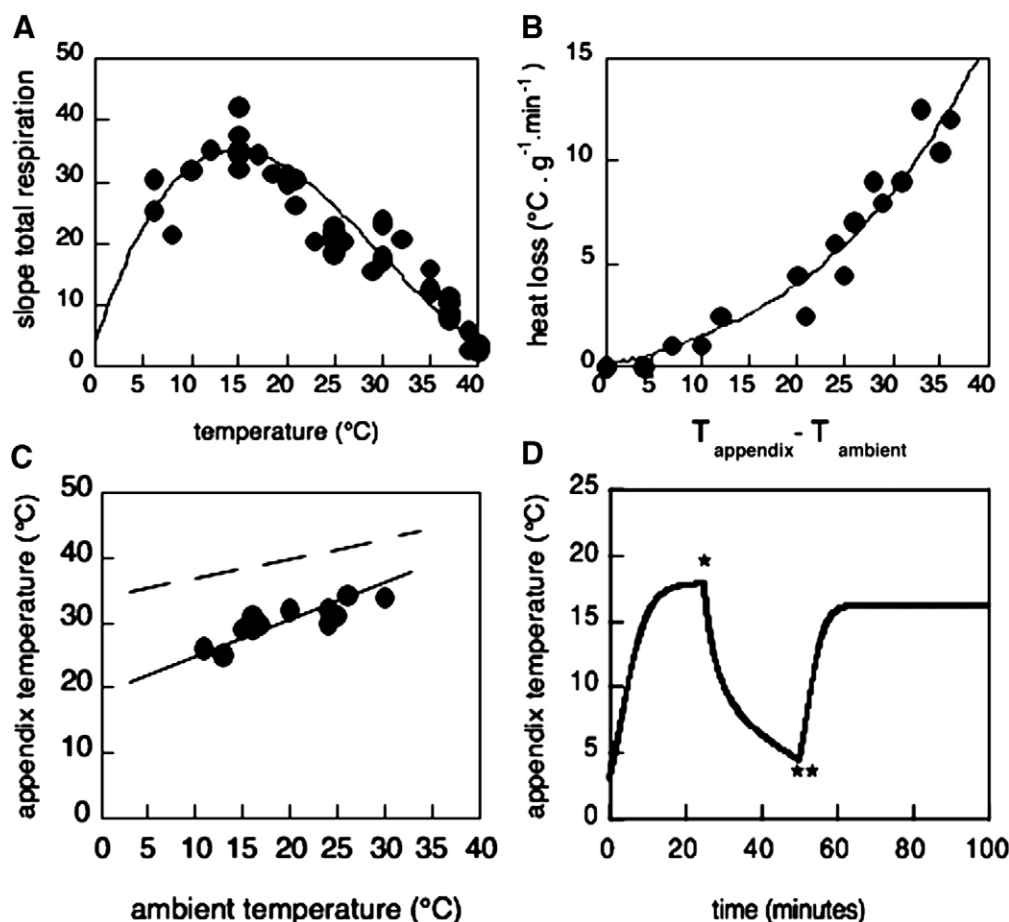 A
50
40
30
20
10
0
slope total respiration
0 5 10 15 20 25 30 35 40
temperature (°C)
B
15
10
5
0
heat loss (°C . g⁻¹.min⁻¹)
0 5 10 15 20 25 30 35 40
T appendix - T ambient
C
50
40
30
20
10
0
appendix temperature (°C)
0 5 10 15 20 25 30 35 40
ambient temperature (°C)
D
25
20
15
10
5
0
appendix temperature (°C)
★
★★
0 20 40 60 80 100
time (minutes)